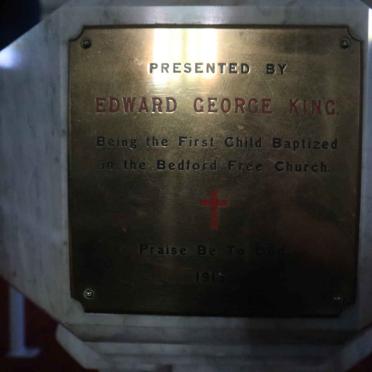 PRESENTED BY
EDWARD GEORGE KING.
Being the First Child Baptized
in the Bedford Free Church.
Praise Be To God